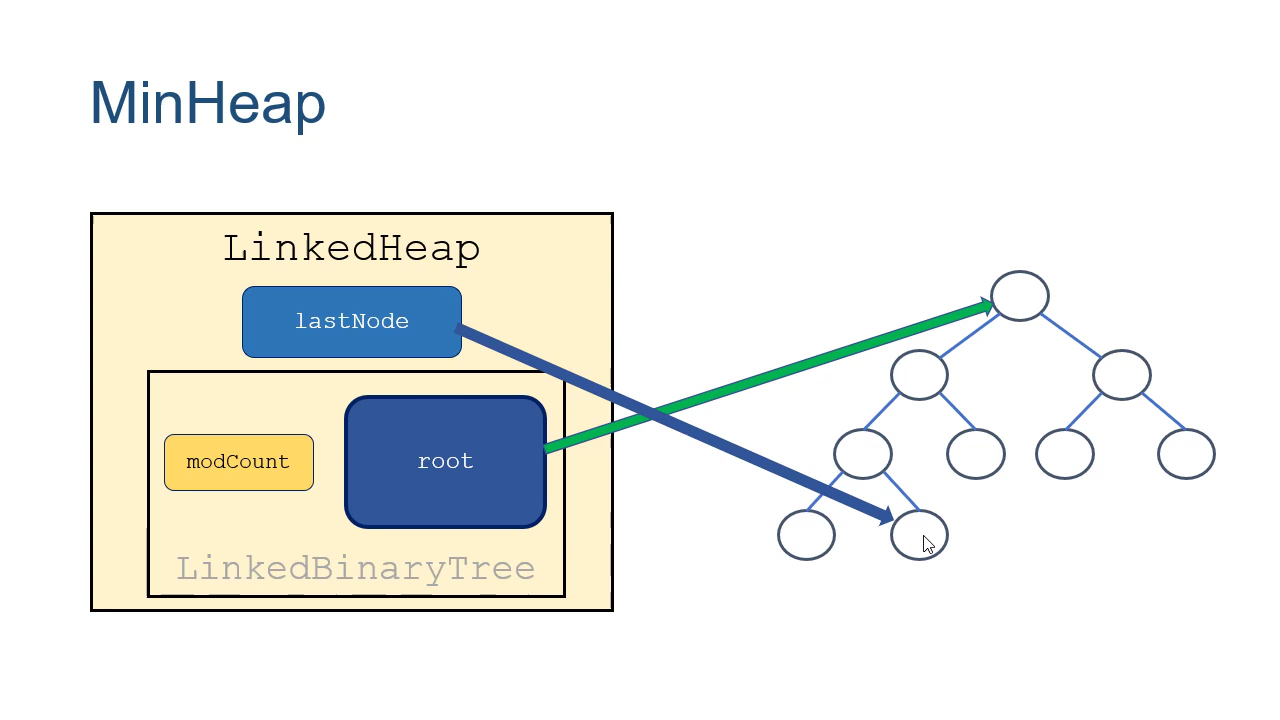 MinHeap
LinkedHeap
lastNode
modCount
root
LinkedBinaryTree